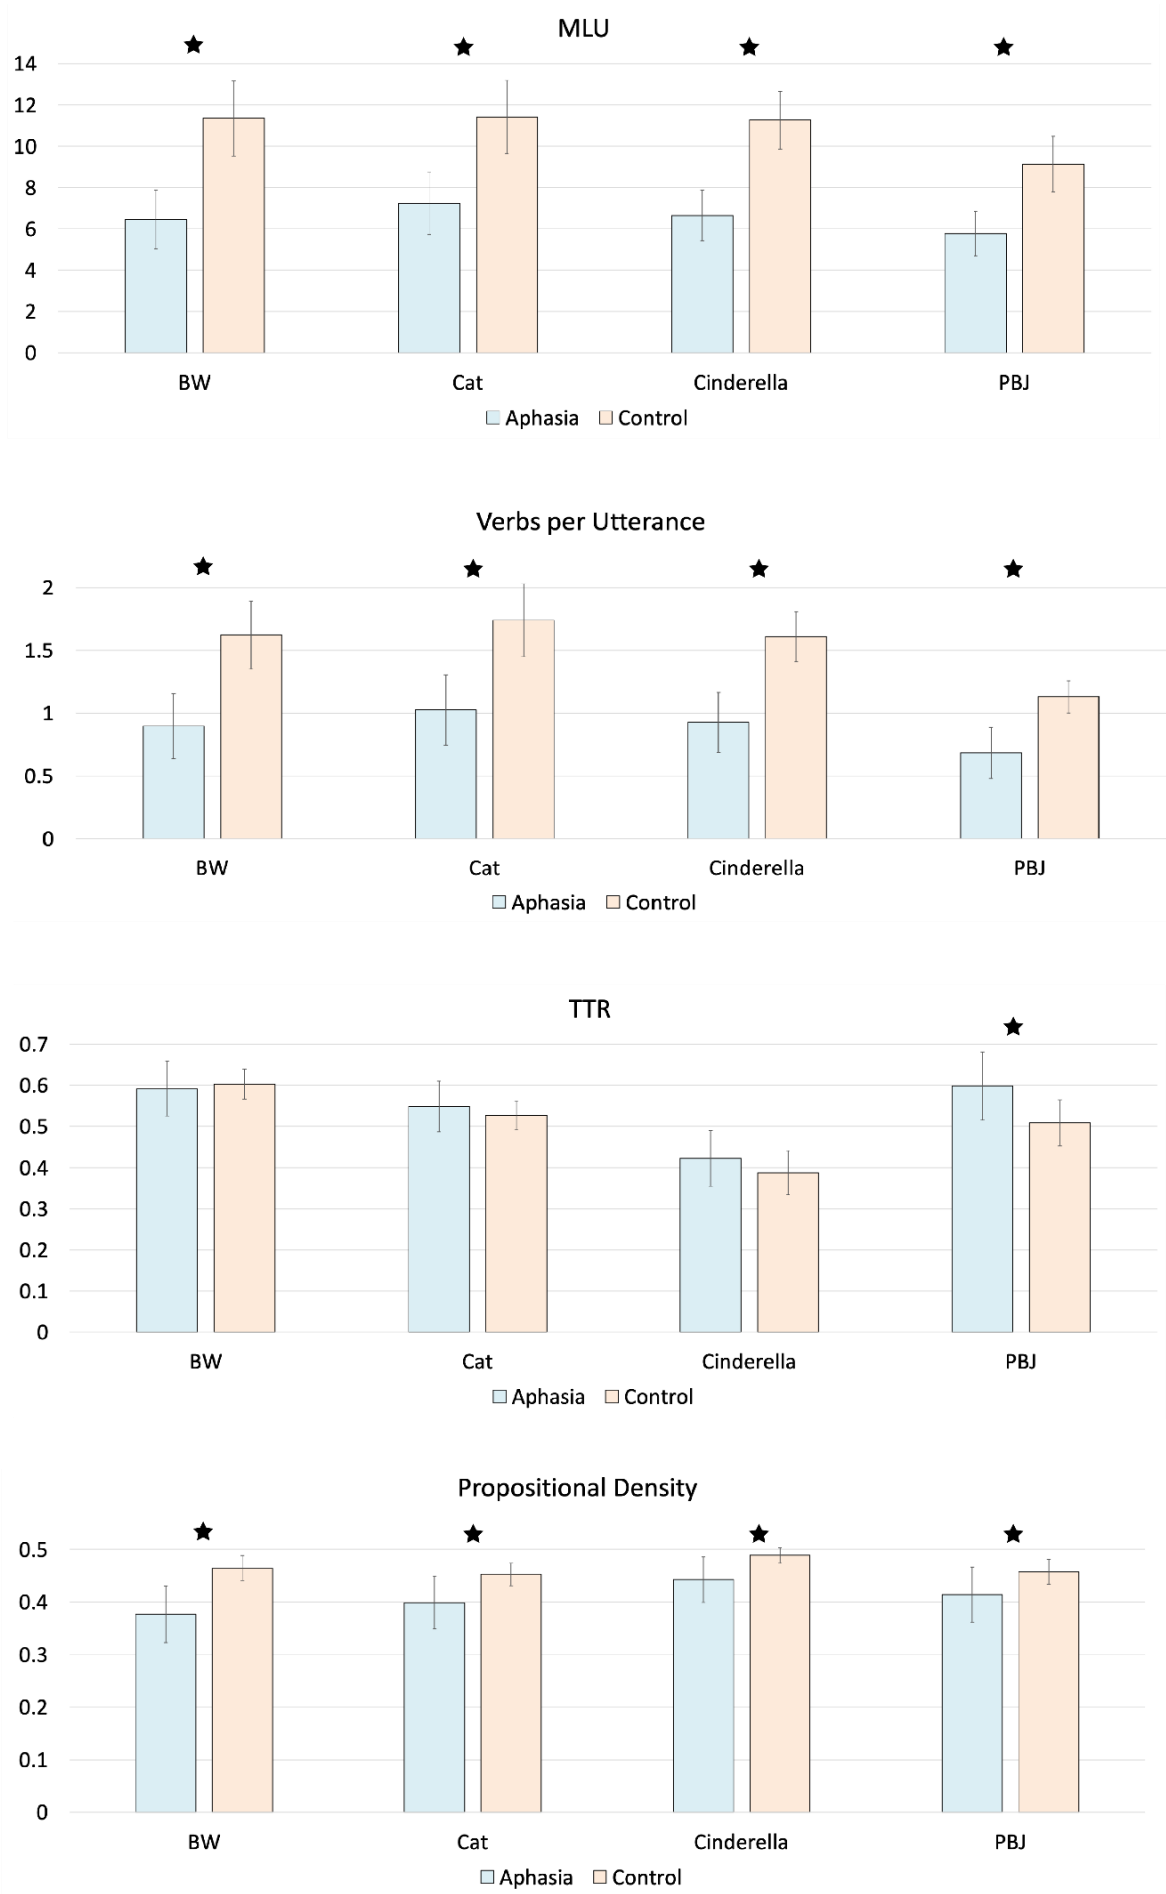 MLU
14
12
10
8
6
4
2
0
BW Cat Cinderella PBJ
Aphasia Control
Verbs per Utterance
2
1.5
1
0.5
0
BW Cat Cinderella PBJ
Aphasia Control
TTR
0.7
0.6
0.5
0.4
0.3
0.2
0.1
0
BW Cat Cinderella PBJ
Aphasia Control
Propositional Density
0.5
0.4
0.3
0.2
0.1
0
BW Cat Cinderella PBJ
Aphasia Control